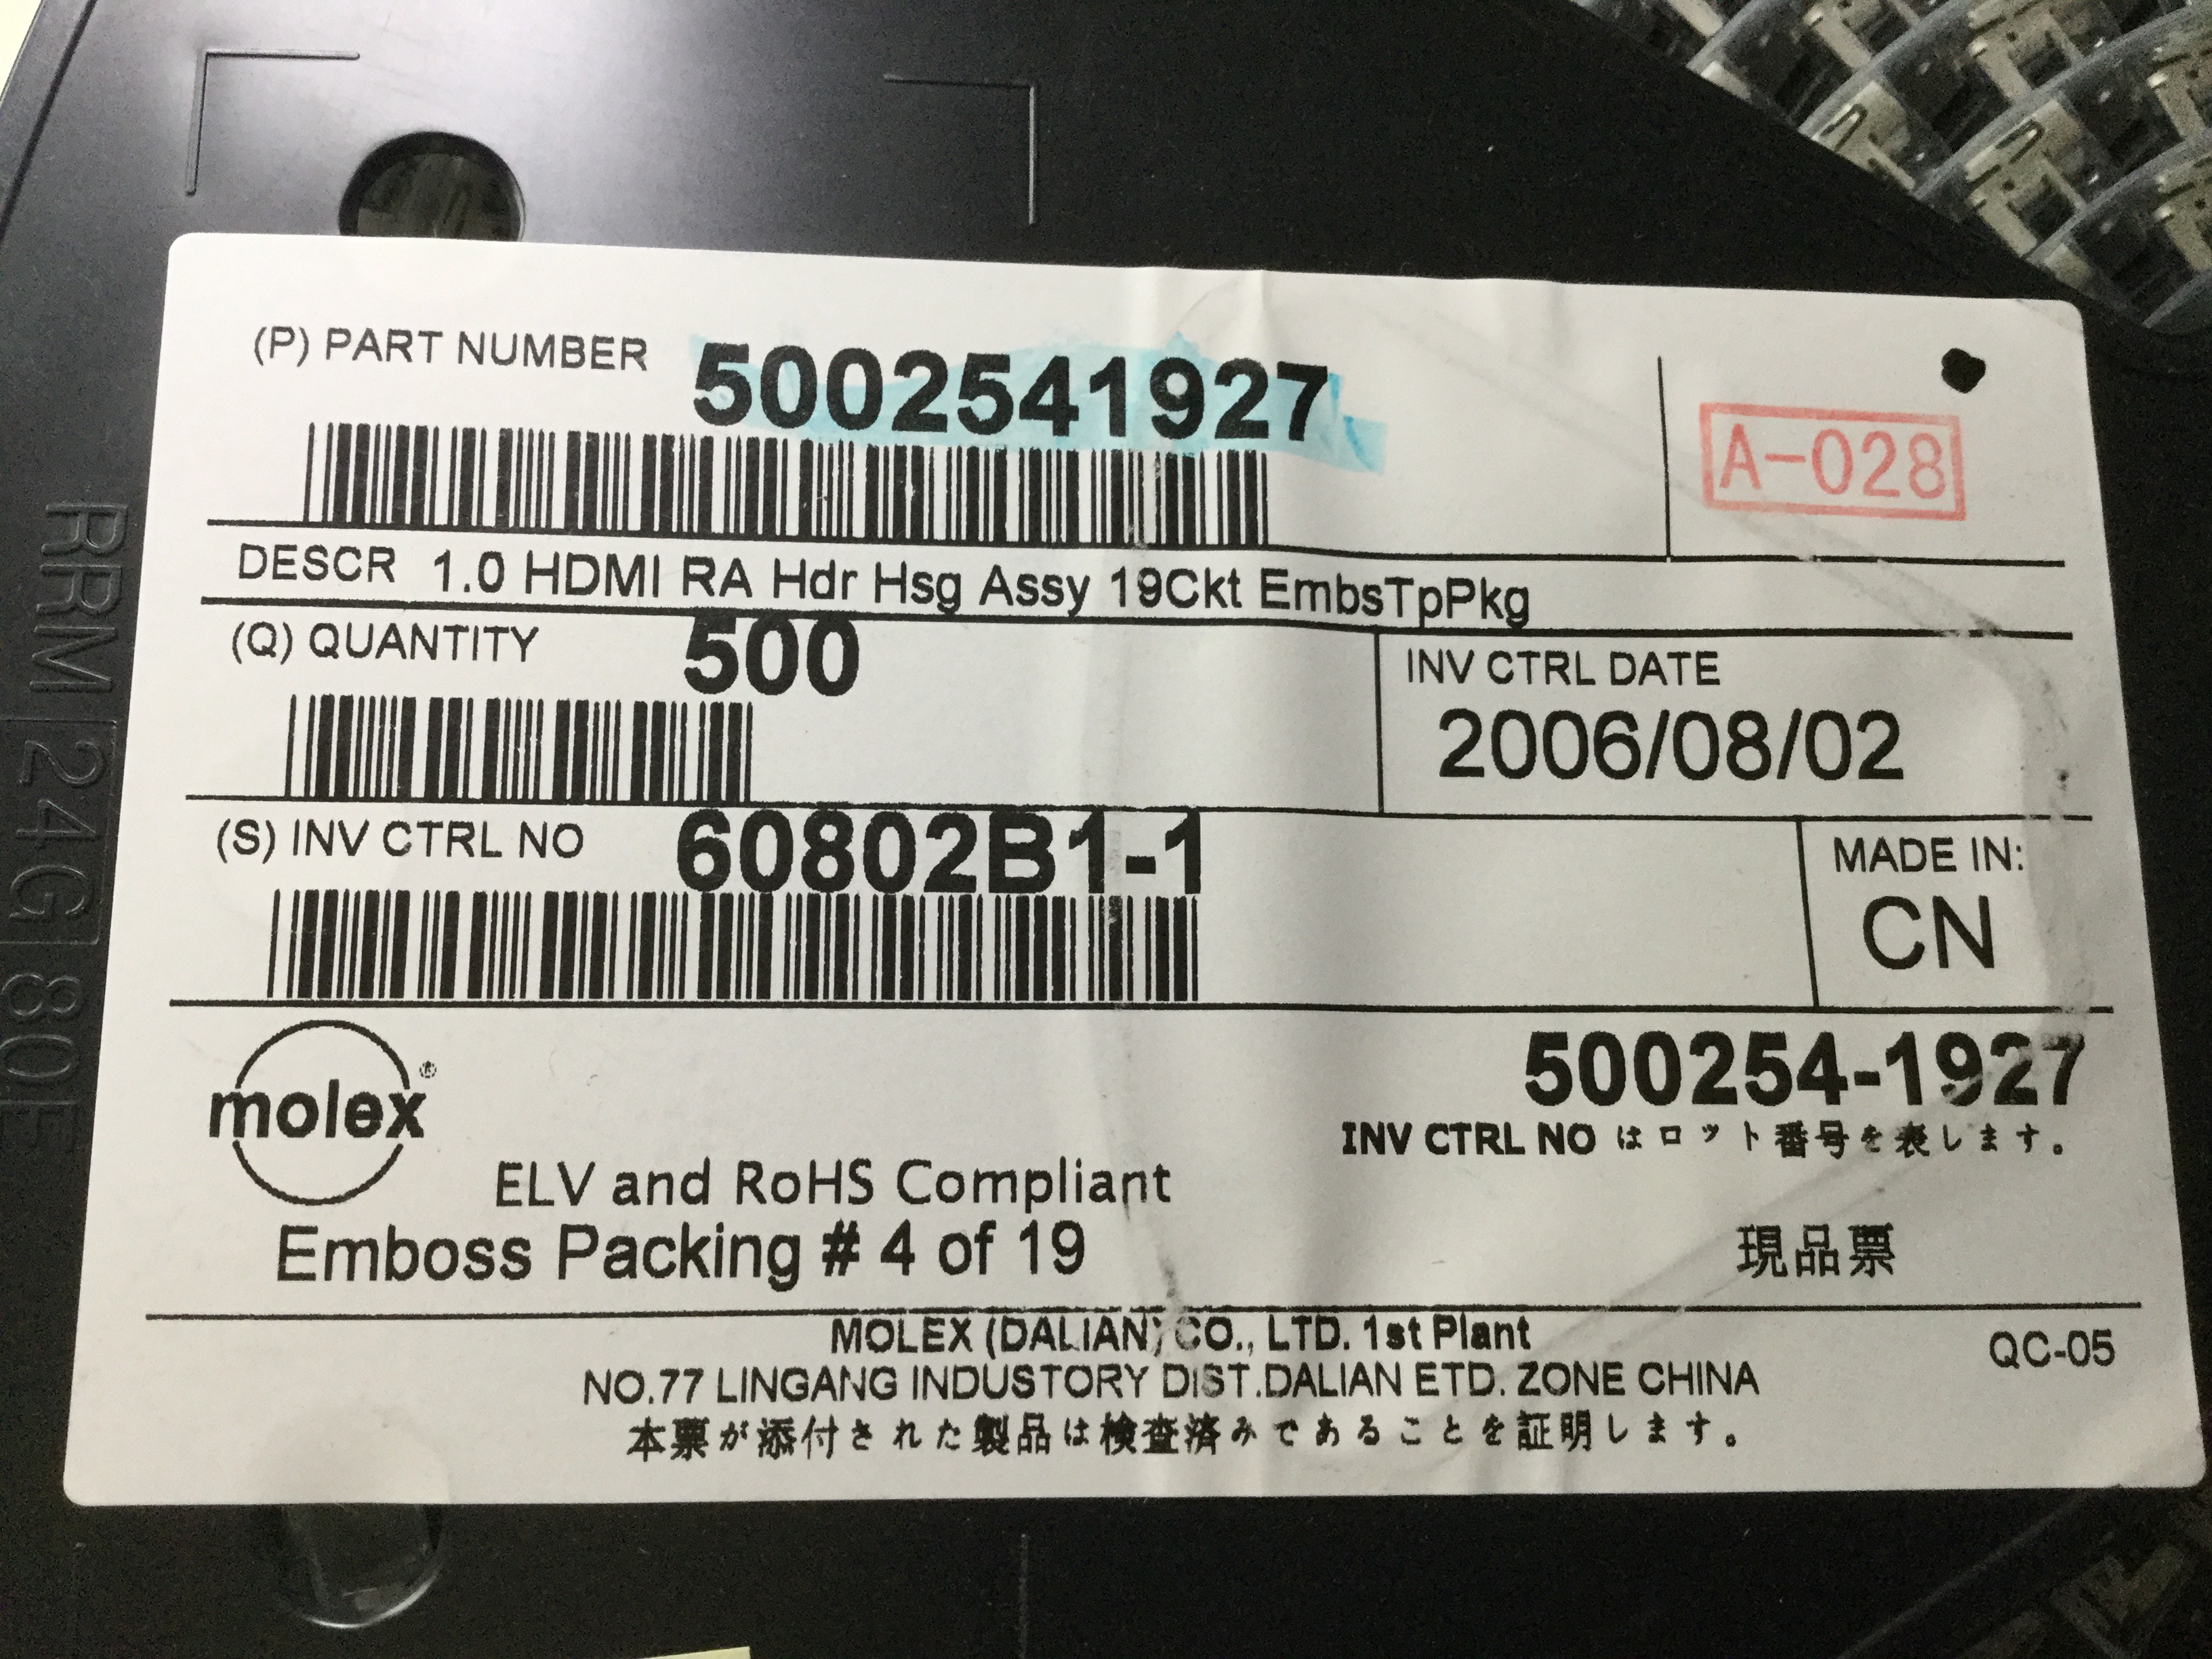 (P) PART NUMBER 5002541927
A-028
DESCR 1.0 HDMI RA Hdr Hsg Assy 19Ckt EmbsTpPkg
(Q) QUANTITY 500
INV CTRL DATE
2006/08/02
(S) INV CTRL NO 60802B1-1
MADE IN:
CN
molex®
500254-1927
INV CTRL NO はロット番号を表します。
ELV and RoHS Compliant
Emboss Packing # 4 of 19
現品票
MOLEX (DALIAN) CO., LTD. 1st Plant
QC-05
NO.77 LINGANG INDUSTORY DIST.DALIAN ETD. ZONE CHINA
本票が添付された製品は検査済みであることを証明します。
RRM 24G 80